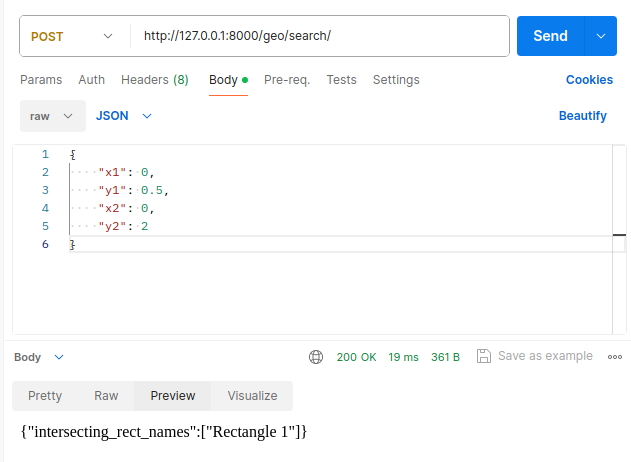 POST http://127.0.0.1:8000/geo/search/ Send
Params Auth Headers (8) Body Pre-req. Tests Settings Cookies
raw JSON Beautify
1 {
2 "x1": 0,
3 "y1": 0.5,
4 "x2": 0,
5 "y2": 2
6 }
Body 200 OK 19 ms 361 B Save as example
Pretty Raw Preview Visualize
{"intersecting_rect_names":["Rectangle 1"]}